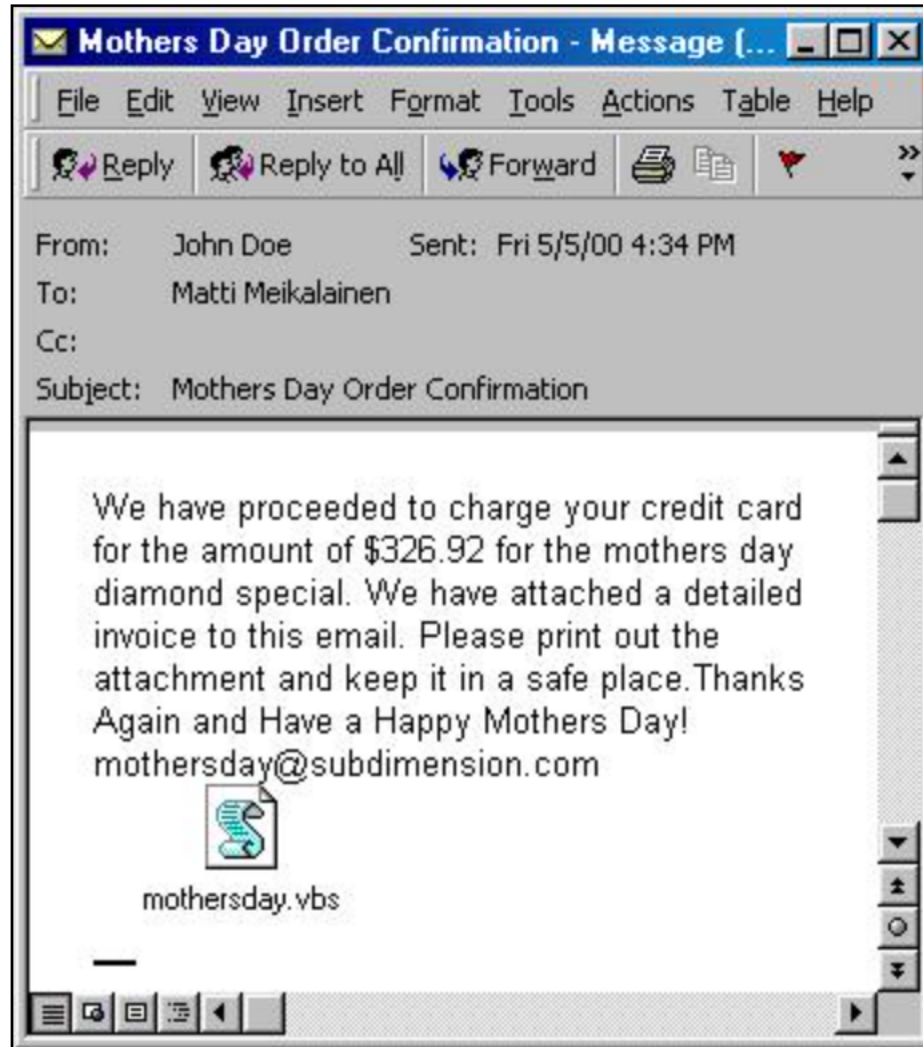 Mothers Day Order Confirmation - Message (...
File Edit View Insert Format Tools Actions Table Help
Reply Reply to All Forward
From: John Doe Sent: Fri 5/5/00 4:34 PM
To: Matti Meikalainen
Cc:
Subject: Mothers Day Order Confirmation
We have proceeded to charge your credit card
for the amount of $326.92 for the mothers day
diamond special. We have attached a detailed
invoice to this email. Please print out the
attachment and keep it in a safe place.Thanks
Again and Have a Happy Mothers Day!
mothersday@subdimension.com
mothersday.vbs